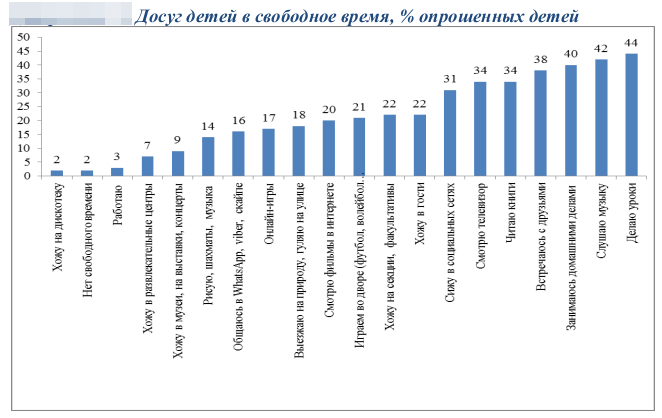 Досуг детей в свободное время, % опрошенных детей
50
45
40
35
30
25
20
15
10
5
0
2
2
3
7
9
14
16
17
18
20
21
22
22
31
34
34
38
40
42
44
Хожу на дискотеку
Нет свободного времени
Работаю
Хожу в развлекательные центры
Хожу в музеи, на выставки, концерты
Рисую, шахматы, музыка
Общаюсь в WhatsApp, viber, скайпе
Онлайн-игры
Выезжаю на природу, гуляю на улице
Смотрю фильмы в интернете
Играем во дворе (футбол, волейбол…
Хожу на секции, факультативы
Хожу в гости
Сижу в социальных сетях
Смотрю телевизор
Читаю книги
Встречаюсь с друзьями
Занимаюсь домашними делами
Слушаю музыку
Делаю уроки